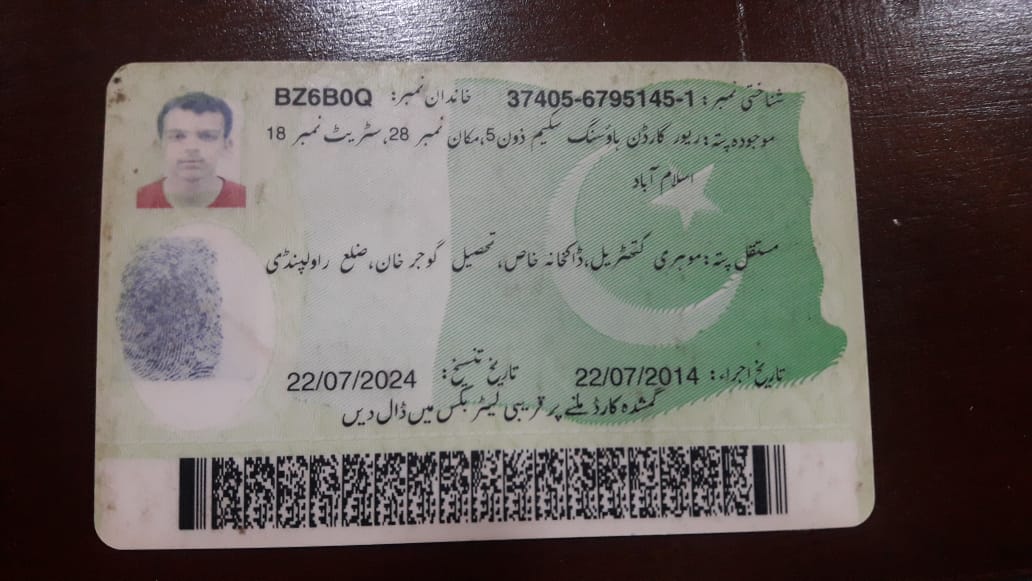 شناختی نمبر: 37405-6795145-1 خاندان نمبر: BZ6B0Q
موجودہ پتہ: ریور گارڈن ہاؤسنگ سکیم ذون 5، مکان نمبر 28، سٹریٹ نمبر 18
اسلام آباد
مستقل پتہ: موہری کھٹریل، ڈاکخانہ خاص، تحصیل گوجر خان، ضلع راولپنڈی
تاریخ اجراء: 22/07/2014 تاریخ تنسیخ: 22/07/2024
گمشدہ کارڈ ملنے پر قریبی لیٹر بکس میں ڈال دیں